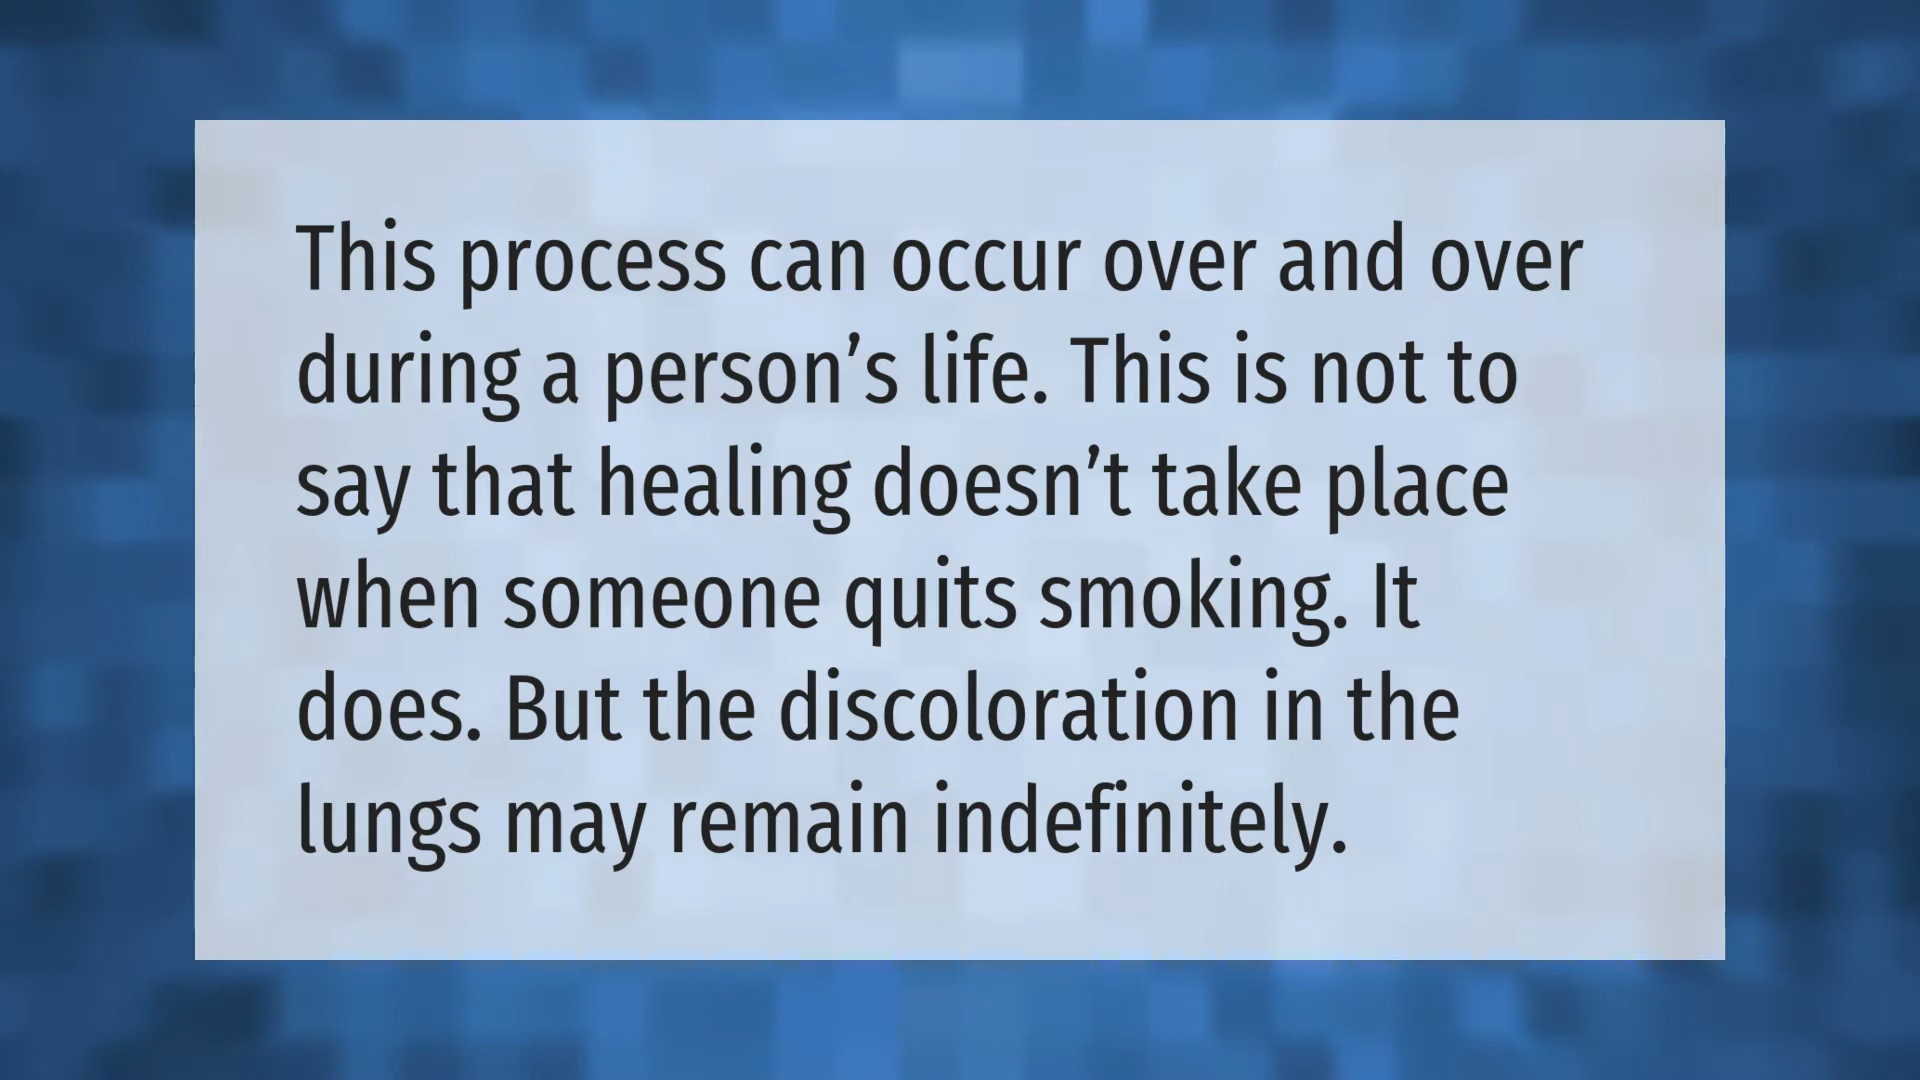 This process can occur over and over
during a person’s life. This is not to
say that healing doesn’t take place
when someone quits smoking. It
does. But the discoloration in the
lungs may remain indefinitely.